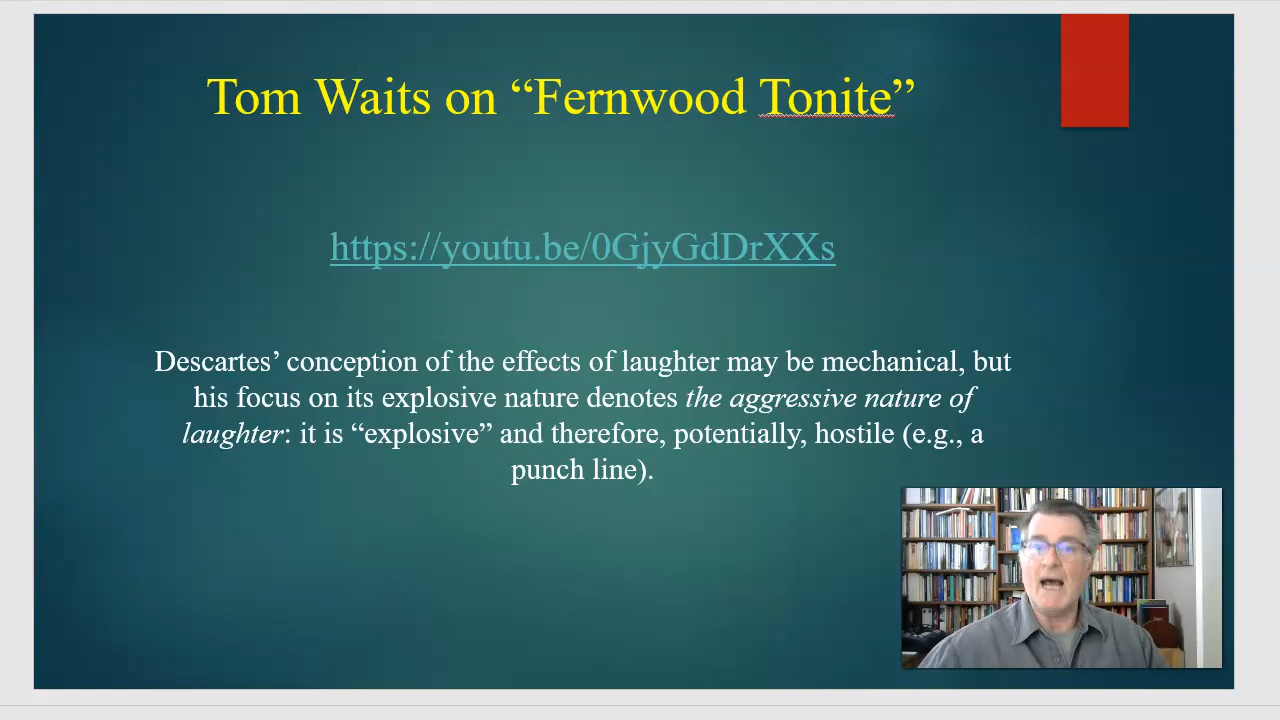 Tom Waits on “Fernwood Tonite”
https://youtu.be/0GjyGdDrXXs
Descartes’ conception of the effects of laughter may be mechanical, but
his focus on its explosive nature denotes the aggressive nature of
laughter: it is “explosive” and therefore, potentially, hostile (e.g., a
punch line).